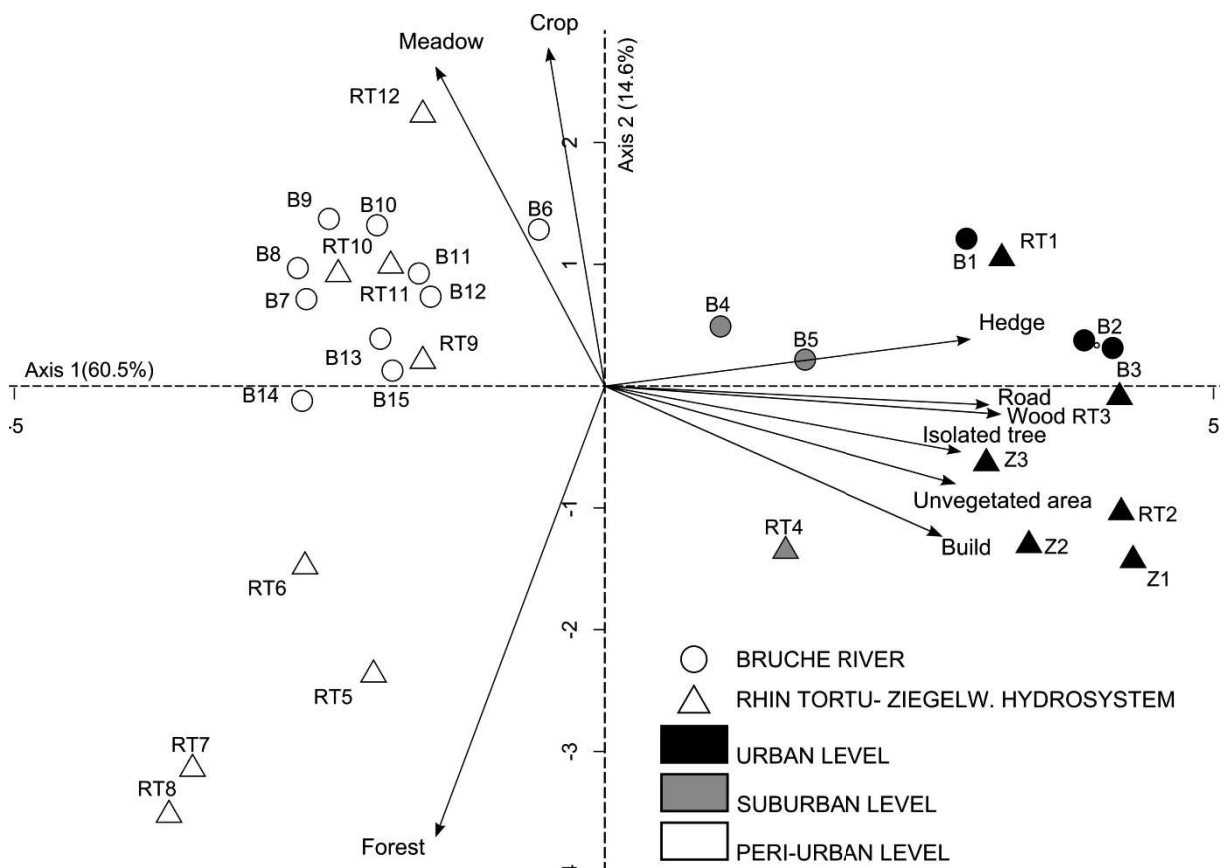 Crop
Meadow
RT12
Axis 2 (14.6%)
2
B9
B10
B6
B8
RT10
B11
B7
RT11
B12
1
B1
RT1
B4
B5
Hedge
B2
B3
B13
RT9
B15
B14
Axis 1(60.5%)
-5
5
Road
Wood RT3
Isolated tree
Z3
Unvegetated area
RT2
Build
Z2
Z1
-1
RT4
RT6
-2
RT5
-3
RT7
RT8
Forest
BRUCHE RIVER
RHIN TORTU- ZIEGELW. HYDROSYSTEM
URBAN LEVEL
SUBURBAN LEVEL
PERI-URBAN LEVEL